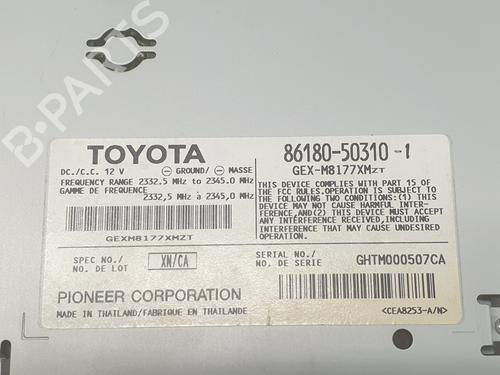 B-PARTS
TOYOTA
86180-50310-1
DC./C.C. 12 V ⊖ GROUND/⊖ MASSE
GEX-M8177XMZT
FREQUENCY RANGE 2332.5 MHz to 2345.0 MHz
GAMME DE FREQUENCE
2332,5 MHz à 2345,0 MHz
THIS DEVICE COMPLIES WITH PART 15 OF
THE FCC RULES. OPERATION IS SUBJECT TO
THE FOLLOWING TWO CONDITIONS:(1)THIS
DEVICE MAY NOT CAUSE HARMFUL INTER-
FERENCE,AND(2)THIS DEVICE MUST ACCEPT
ANY INTERFERENCE RECEIVED,INCLUDING
INTERFERENCE THAT MAY CAUSE UNDESIRED
OPERATION.
GEXM8177XMZT
SPEC NO./
NO. DE LOT
XN/CA
SERIAL NO./
NO. DE SERIE
GHTM000507CA
PIONEER CORPORATION
MADE IN THAILAND/FABRIQUE EN THAILAND
<CEA8253-A/N>